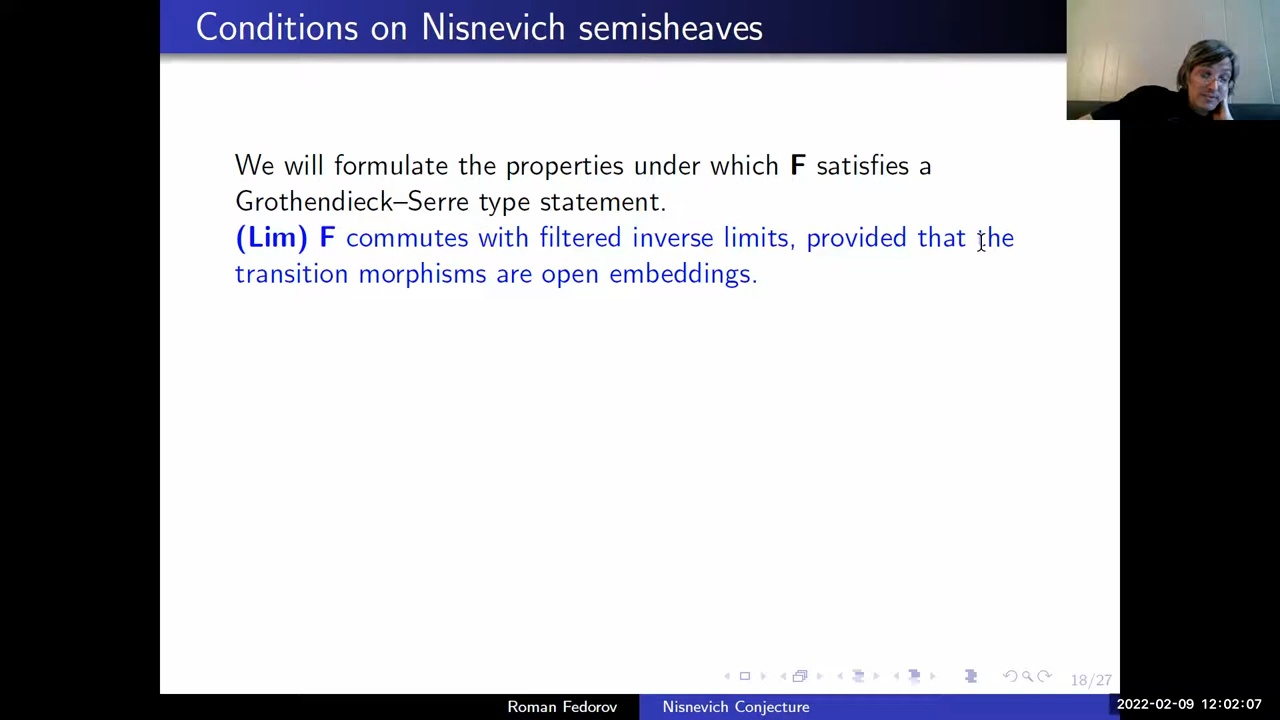 Conditions on Nisnevich semisheaves
We will formulate the properties under which F satisfies a
Grothendieck–Serre type statement.
(Lim) F commutes with filtered inverse limits, provided that the
transition morphisms are open embeddings.
18/27
Roman Fedorov
Nisnevich Conjecture
2022-02-09 12:02:07